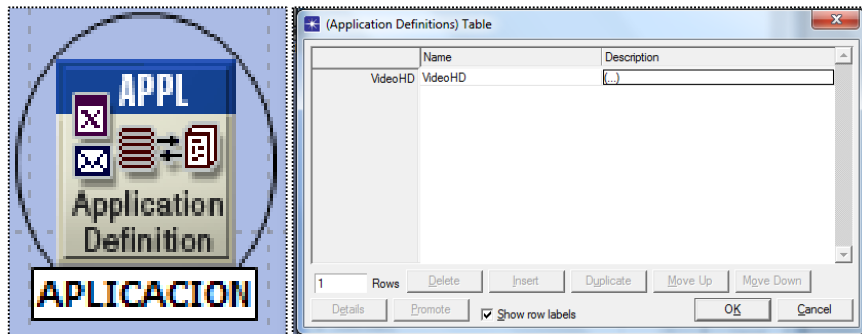 APPL
Application
Definition
APLICACION
(Application Definitions) Table
Name Description
VideoHD VideoHD (...)
1 Rows Delete Insert Duplicate Move Up Move Down
Details Promote Show row labels OK Cancel